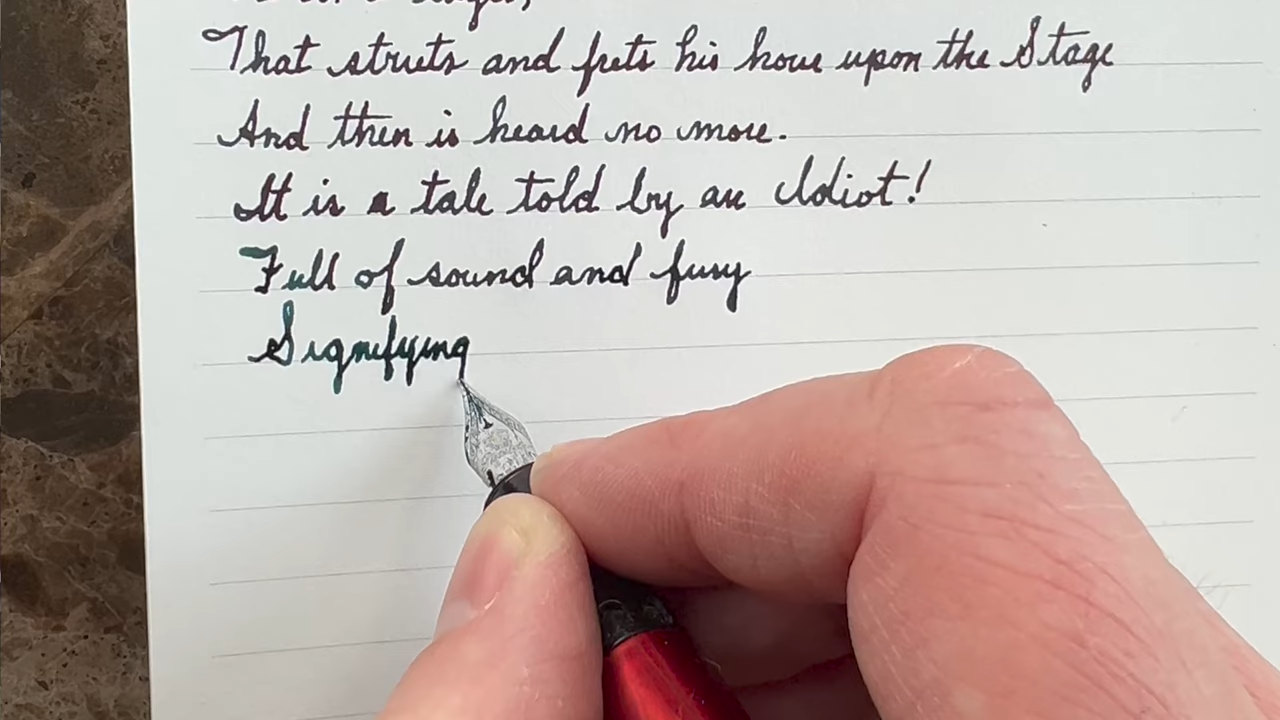 That struts and frets his hour upon the Stage
And then is heard no more.
It is a tale told by an Idiot!
Full of sound and fury
Signifying